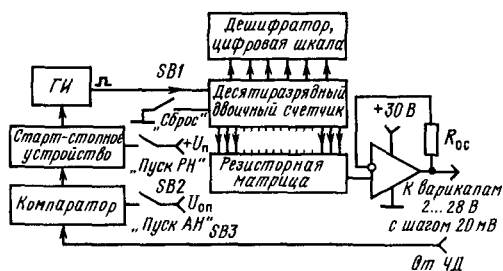 Дешифратор,
цифровая шкала
ГИ
SB1
Десятиразрядный
двоичный счетчик
„Сброс"
+30 В
Rос
Старт-стопное
устройство
+Uп
„Пуск РН"
Резисторная
матрица
SB2
Компаратор
Uоп
„Пуск АН"
SB3
К варикапам
2... 28 В
с шагом 20 мВ
От ЧД